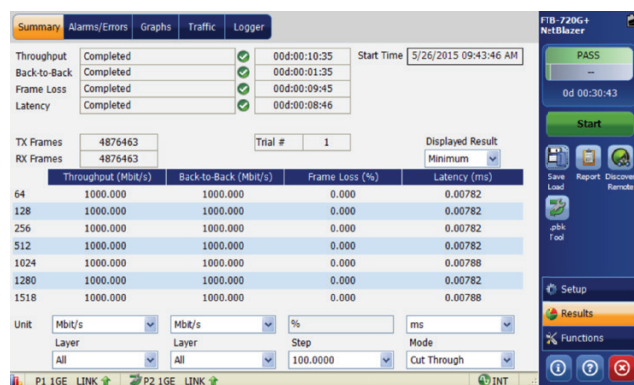 Summary Alarms/Errors Graphs Traffic Logger
FTB-720G+
NetBlazer
Throughput Completed 00d:00:10:35 Start Time 5/26/2015 09:43:46 AM
Back-to-Back Completed 00d:00:01:35
Frame Loss Completed 00d:00:09:45
Latency Completed 00d:00:08:46
PASS
--
0d 00:30:43
Start
TX Frames 4876463 Trial # 1 Displayed Result
RX Frames 4876463 Minimum
Throughput (Mbit/s) Back-to-Back (Mbit/s) Frame Loss (%) Latency (ms)
64 1000.000 1000.000 0.000 0.00782
128 1000.000 1000.000 0.000 0.00782
256 1000.000 1000.000 0.000 0.00782
512 1000.000 1000.000 0.000 0.00782
1024 1000.000 1000.000 0.000 0.00788
1280 1000.000 1000.000 0.000 0.00782
1518 1000.000 1000.000 0.000 0.00788
Unit Mbit/s Mbit/s % ms
Layer Layer Step Mode
All All 100.0000 Cut Through
Save Load
Report
Discover Remote
.pbk Tool
Setup
Results
Functions
P1 1GE LINK P2 1GE LINK INT